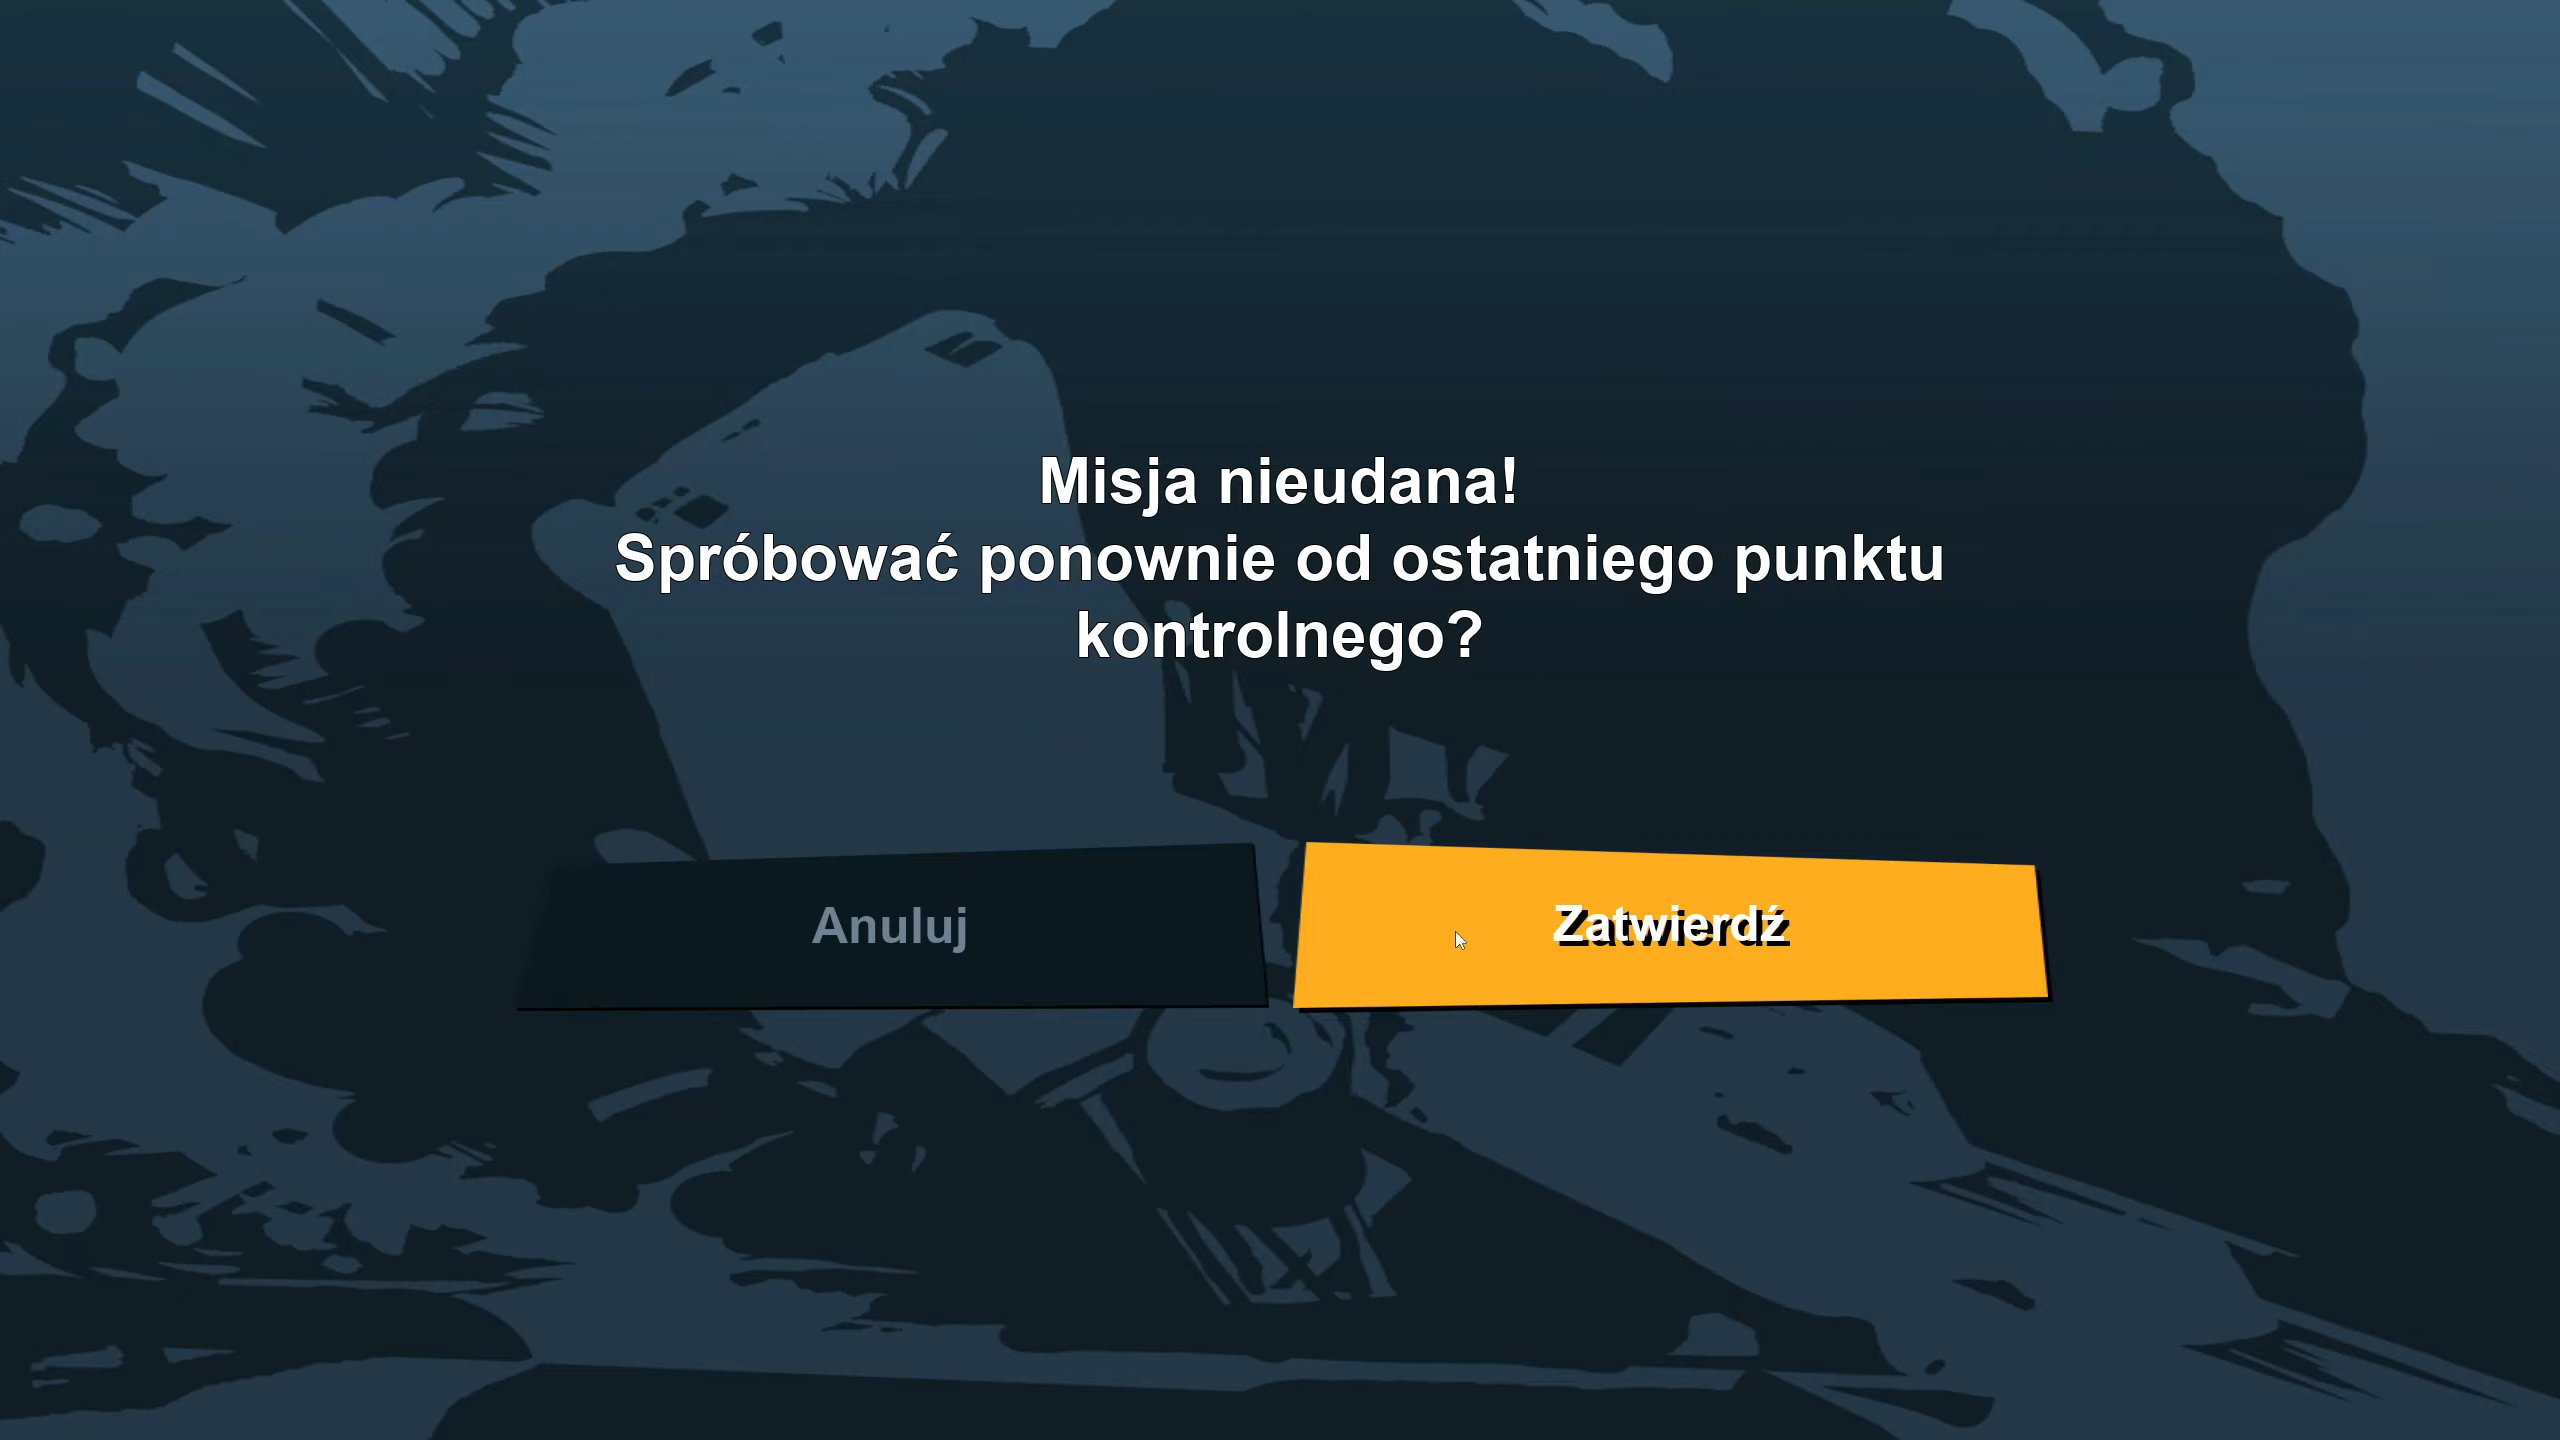 Misja nieudana!
Spróbować ponownie od ostatniego punktu
kontrolnego?
Anuluj
Zatwierdź